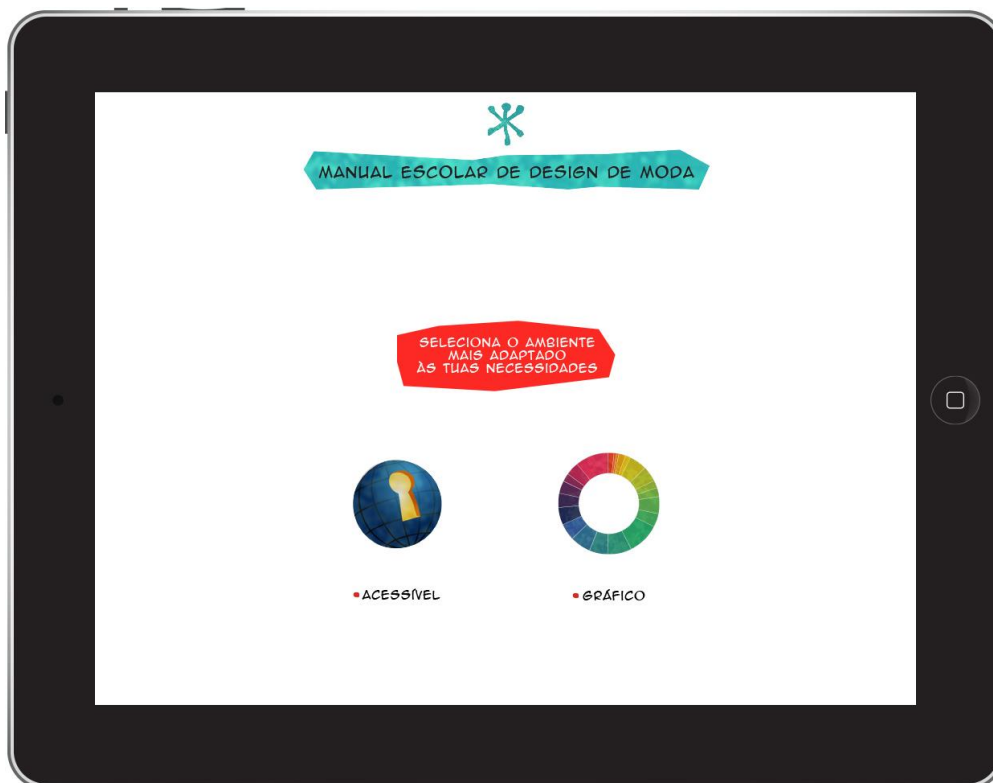 MANUAL ESCOLAR DE DESIGN DE MODA
SELECIONA O AMBIENTE
MAIS ADAPTADO
ÀS TUAS NECESSIDADES
ACESSÍVEL
GRÁFICO